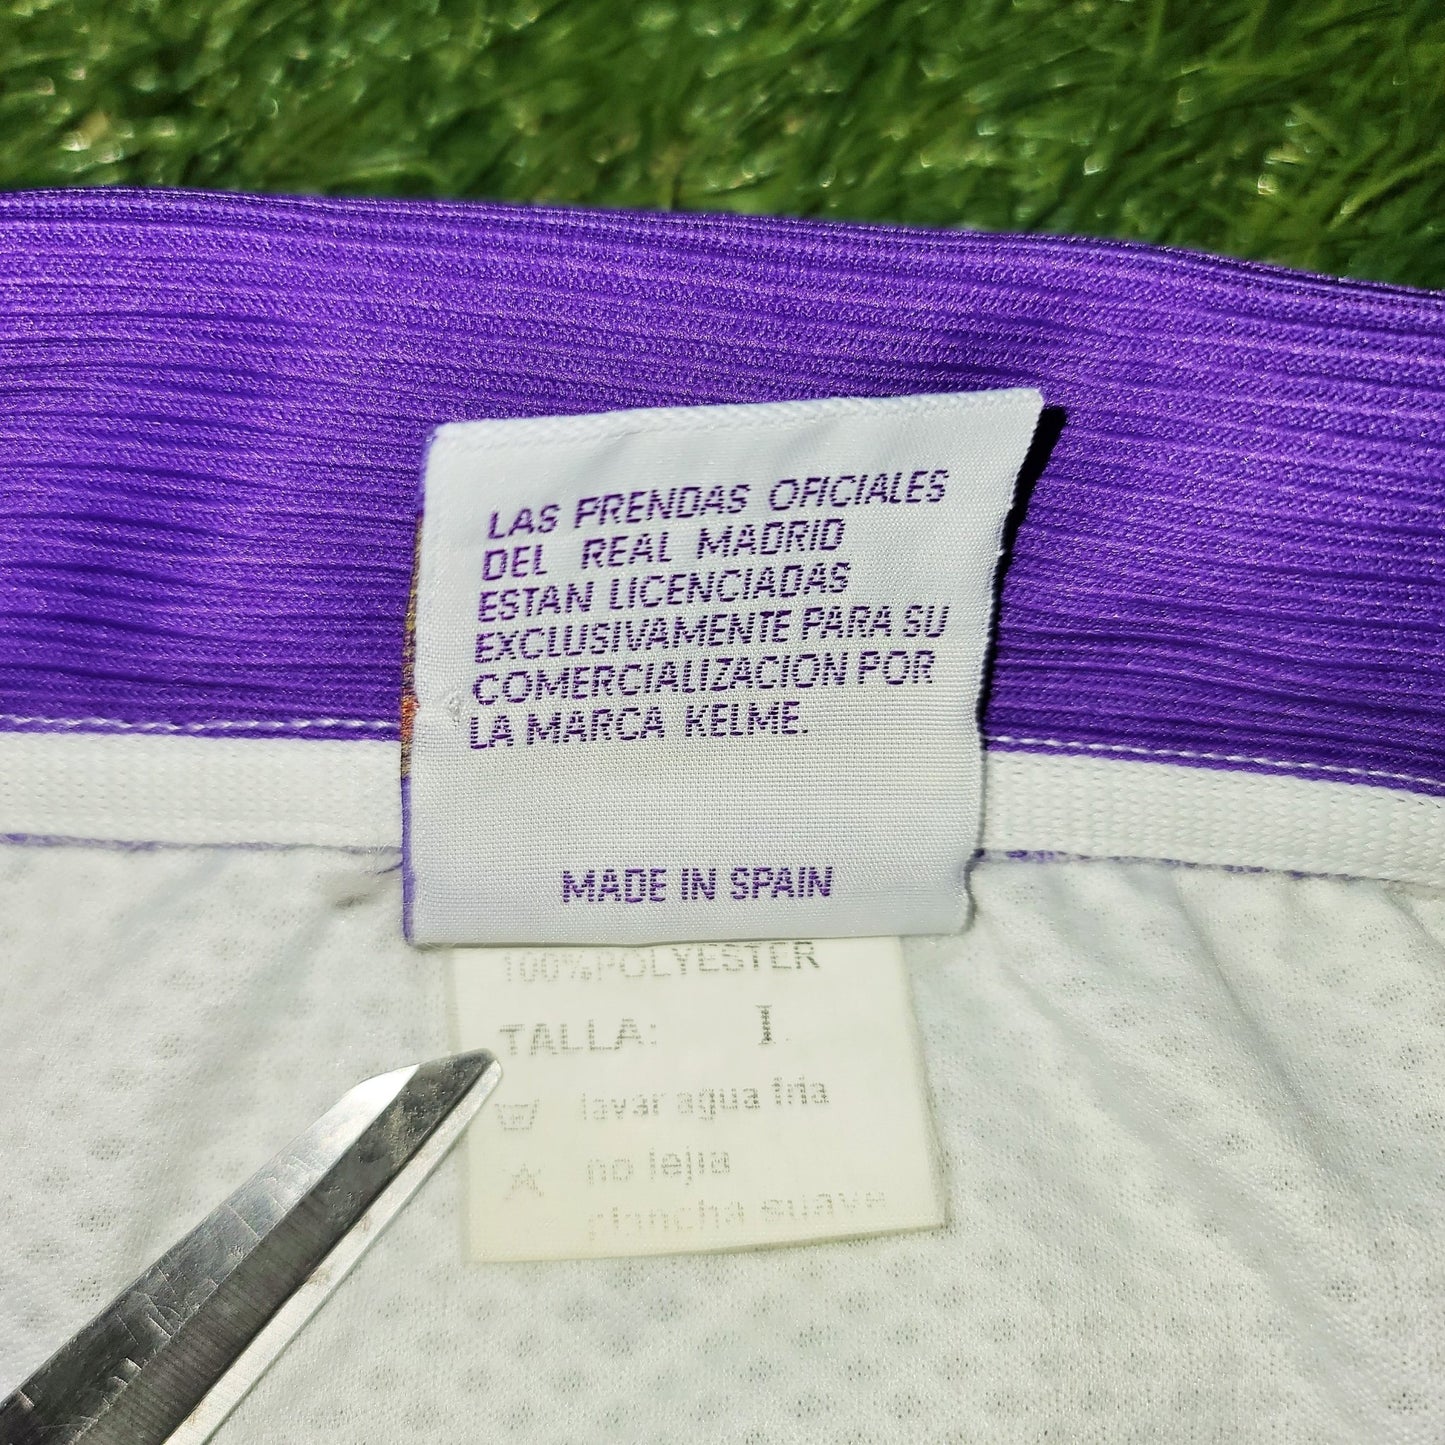 LAS PRENDAS OFICIALES
DEL REAL MADRID
ESTAN LICENCIADAS
EXCLUSIVAMENTE PARA SU
COMERCIALIZACION POR
LA MARCA KELME.
MADE IN SPAIN
100%POLYESTER
TALLA:
lavar agua fria
no lejia
plancha suave